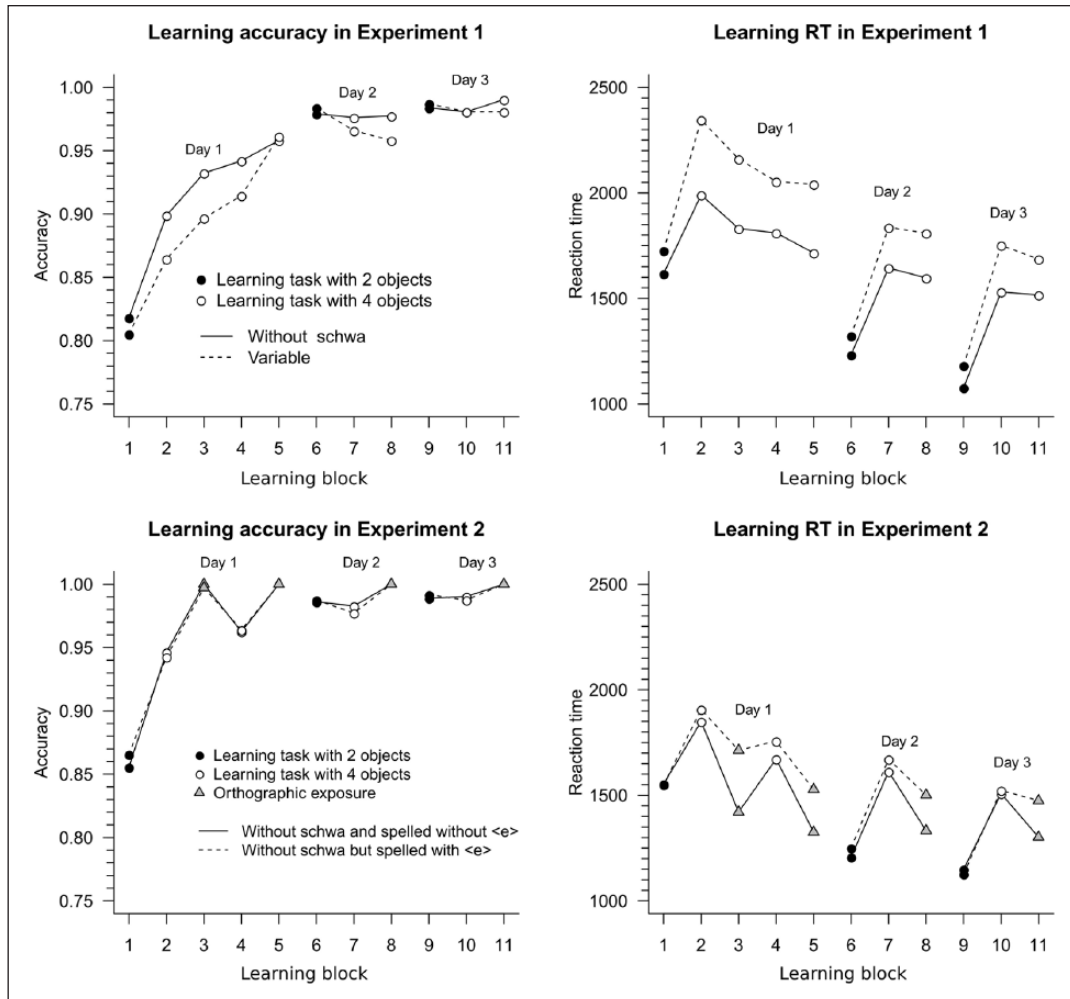 Learning accuracy in Experiment 1
1.00
0.95
0.90
0.85
0.80
0.75
Accuracy
Day 1
Day 2
Day 3
Learning task with 2 objects
Learning task with 4 objects
Without schwa
Variable
1 2 3 4 5 6 7 8 9 10 11
Learning block
Learning RT in Experiment 1
2500
2000
1500
1000
Reaction time
Day 1
Day 2
Day 3
1 2 3 4 5 6 7 8 9 10 11
Learning block
Learning accuracy in Experiment 2
Day 1
Day 2
Day 3
1.00
0.95
0.90
0.85
0.80
0.75
Accuracy
Learning task with 2 objects
Learning task with 4 objects
Orthographic exposure
Without schwa and spelled without <e>
Without schwa but spelled with <e>
1 2 3 4 5 6 7 8 9 10 11
Learning block
Learning RT in Experiment 2
2500
2000
1500
1000
Reaction time
Day 1
Day 2
Day 3
1 2 3 4 5 6 7 8 9 10 11
Learning block